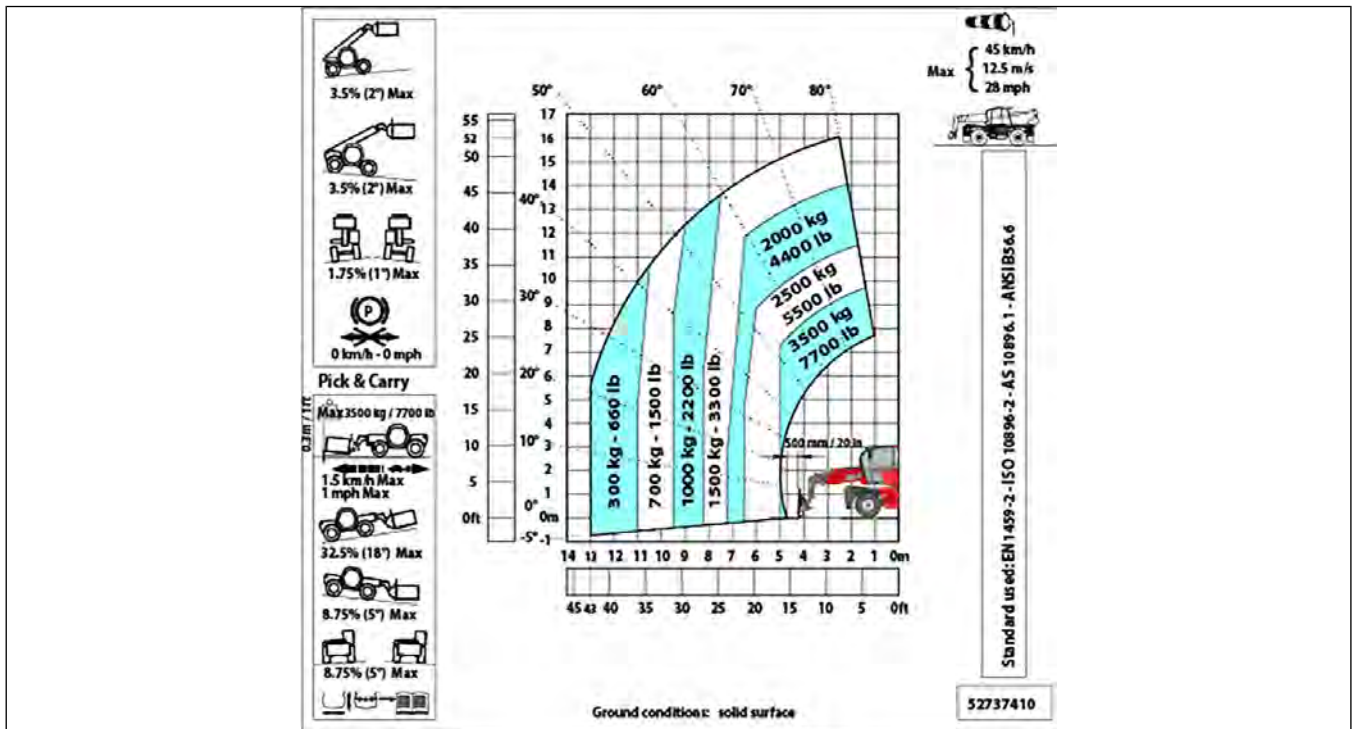 3.5% (2°) Max
3.5% (2°) Max
1.75% (1°) Max
P
0 km/h - 0 mph
Pick & Carry
0.3 m / 1ft
Max 3500 kg / 7700 lb
1.5 km/h Max
1 mph Max
32.5% (18°) Max
8.75% (5°) Max
8.75% (5°) Max
50° 60° 70° 80°
40°
30°
20°
10°
0°
-5°
55
52
50
45
40
35
30
25
20
15
10
5
0ft
17
16
15
14
13
12
11
10
9
8
7
6
5
4
3
2
1
0m
-1
300 kg - 660 lb
700 kg - 1500 lb
1000 kg - 2200 lb
1500 kg - 3300 lb
2000 kg
4400 lb
2500 kg
5500 lb
3500 kg
7700 lb
500 mm / 20 in
14 13 12 11 10 9 8 7 6 5 4 3 2 1 0m
45 43 40 35 30 25 20 15 10 5 0ft
Ground conditions: solid surface
Max
45 km/h
12.5 m/s
28 mph
Standard used: EN 1459-2 - ISO 10896-2 - AS 10896.1 - ANSIB56.6
52737410